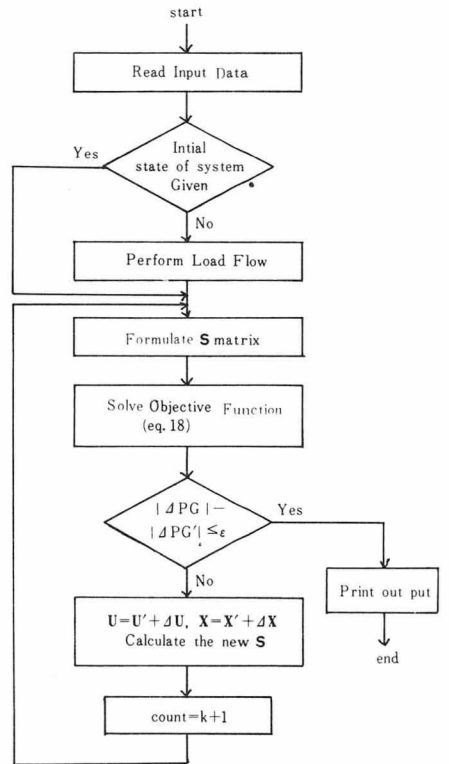 start
Read Input Data
Yes
Intial
state of system
Given
No
Perform Load Flow
Formulate S matrix
Solve Objective Function
(eq. 18)
|ΔPG|−
|ΔPG'|≤ε
Yes
No
Print out put
U=U'+ΔU, X=X'+ΔX
Calculate the new S
end
count=k+1